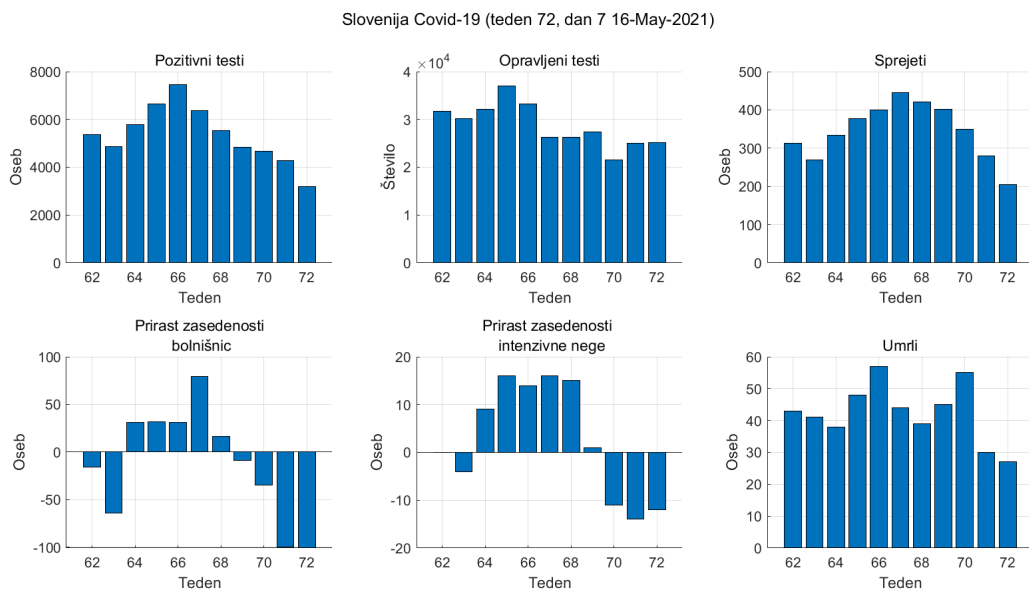 Slovenija Covid-19 (teden 72, dan 7 16-May-2021)
Pozitivni testi
8000
6000
4000
2000
0
Oseb
62 64 66 68 70 72
Teden
Opravljeni testi
×10⁴
4
3
2
1
0
Število
62 64 66 68 70 72
Teden
Sprejeti
500
400
300
200
100
0
Oseb
62 64 66 68 70 72
Teden
Prirast zasedenosti
bolnišnic
100
50
0
-50
-100
Oseb
62 64 66 68 70 72
Teden
Prirast zasedenosti
intenzivne nege
20
10
0
-10
-20
Oseb
62 64 66 68 70 72
Teden
Umrli
60
50
40
30
20
10
0
Oseb
62 64 66 68 70 72
Teden